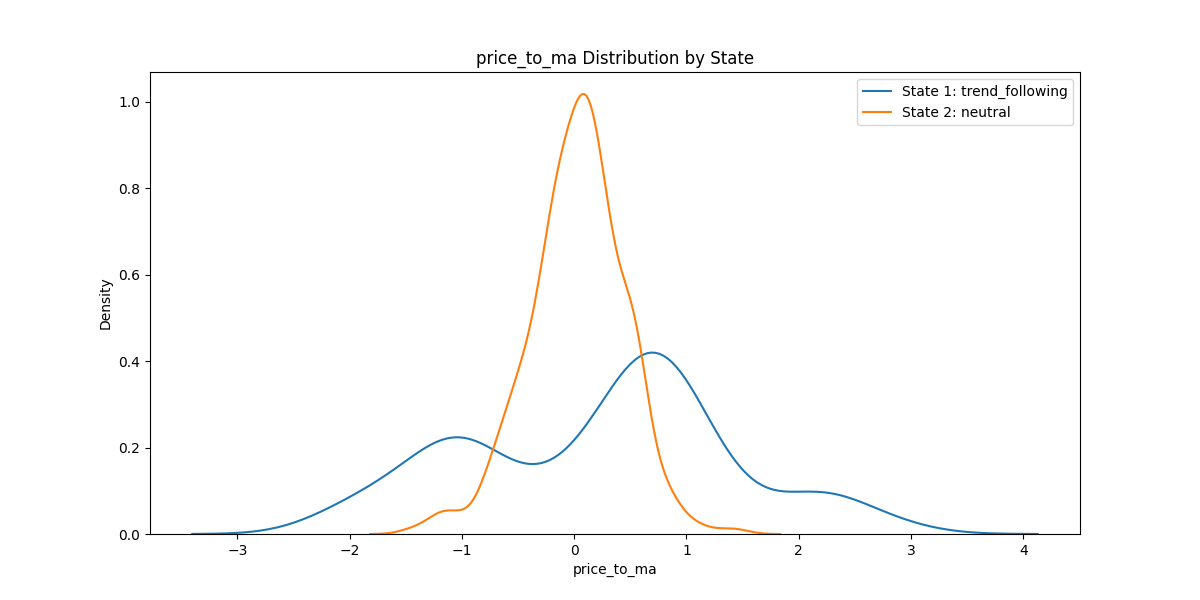 price_to_ma Distribution by State
State 1: trend_following
State 2: neutral
Density
1.0
0.8
0.6
0.4
0.2
0.0
−3
−2
−1
0
1
2
3
4
price_to_ma